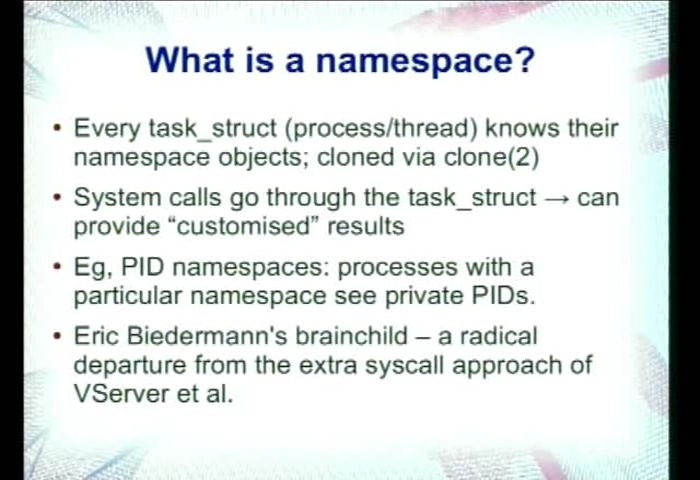 What is a namespace?
• Every task_struct (process/thread) knows their
namespace objects; cloned via clone(2)
• System calls go through the task_struct → can
provide “customised” results
• Eg, PID namespaces: processes with a
particular namespace see private PIDs.
• Eric Biedermann's brainchild – a radical
departure from the extra syscall approach of
VServer et al.